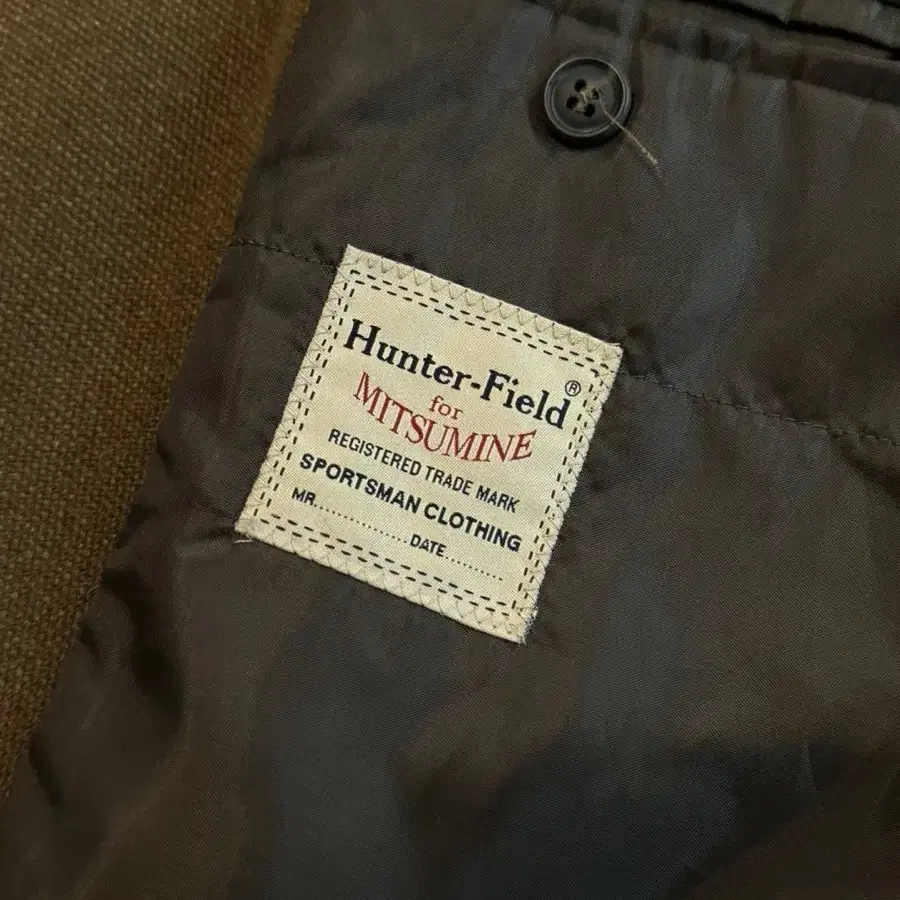 Hunter-Field®
for
MITSUMINE
REGISTERED TRADE MARK
SPORTSMAN CLOTHING
MR.................DATE...........